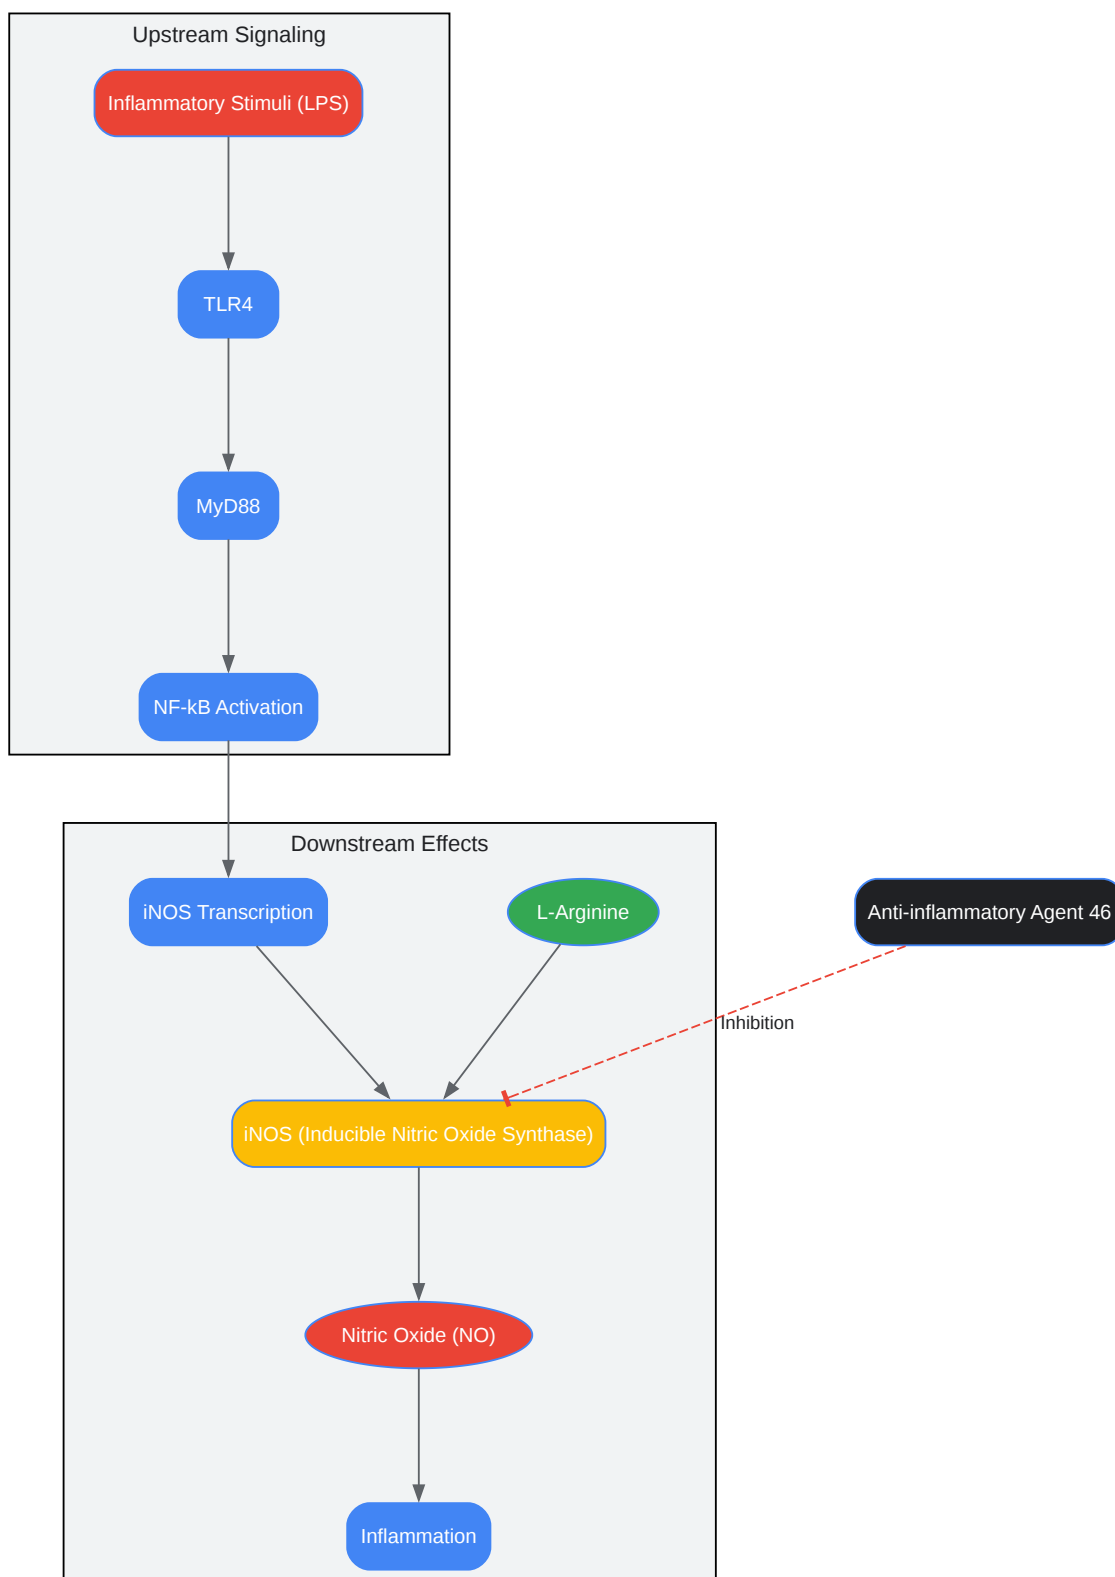 Upstream Signaling
Inflammatory Stimuli (LPS)
TLR4
MyD88
NF-kB Activation
Downstream Effects
iNOS Transcription
L-Arginine
Anti-inflammatory Agent 46
Inhibition
iNOS (Inducible Nitric Oxide Synthase)
Nitric Oxide (NO)
Inflammation